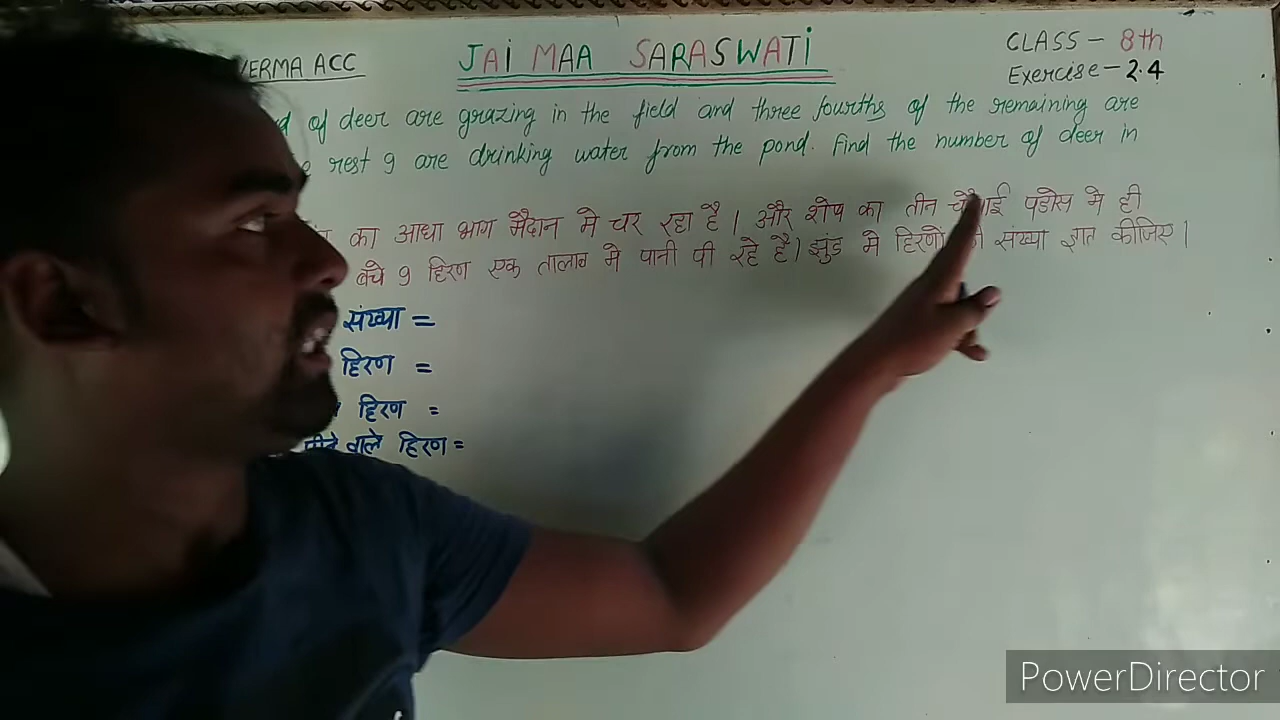 VERMA ACC
JAI MAA SARASWATI
CLASS - 8th
Exercise - 2.4
of deer are grazing in the field and three fourths of the remaining are
rest 9 are drinking water from the pond. Find the number of deer in
का आधा भाग मैदान मे चर रहा है । और शेष का तीन पडोस मे ही
बचे 9 हिरण एक तालाब मे पानी पी रहे है। झुंड मे हिरणो संख्या ज्ञात कीजिए।
संख्या =
हिरण =
हिरण =
पीने वाले हिरण =
PowerDirector